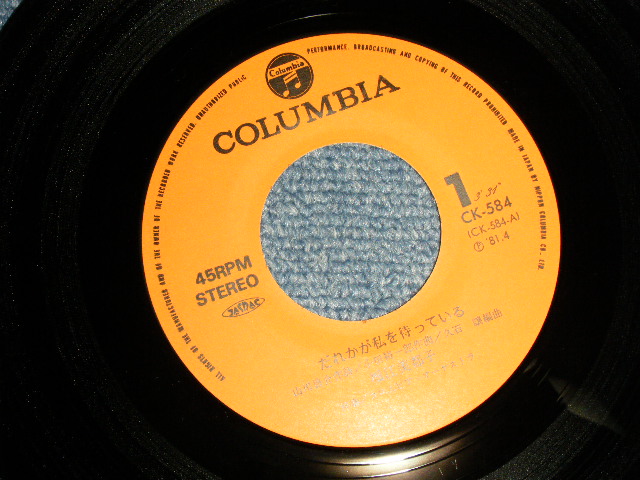 PERFORMANCE, BROADCASTING AND COPYING OF THIS RECORD PROHIBITED MADE IN JAPAN BY NIPPON COLUMBIA CO., LTD.
ALL RIGHTS OF THE MANUFACTURER AND OF THE OWNER OF THE RECORDED WORK RESERVED. UNAUTHORIZED PUBLIC
Columbia
COLUMBIA
1
CK-584
(CK-584-A)
Ⓟ '81.4
45RPM
STEREO
JASRAC
だれかが私を待っている
編曲